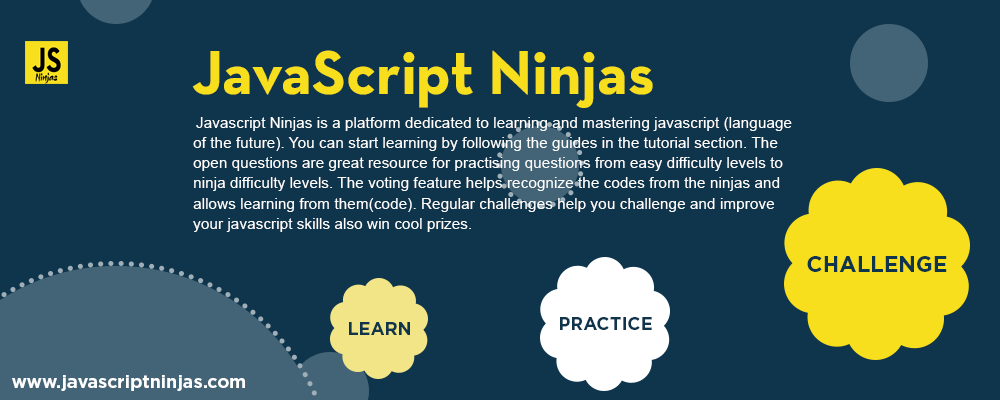 JS
Ninjas
JavaScript Ninjas
Javascript Ninjas is a platform dedicated to learning and mastering javascript (language
of the future). You can start learning by following the guides in the tutorial section. The
open questions are great resource for practising questions from easy difficulty levels to
ninja difficulty levels. The voting feature helps recognize the codes from the ninjas and
allows learning from them(code). Regular challenges help you challenge and improve
your javascript skills also win cool prizes.
CHALLENGE
PRACTICE
LEARN
www.javascriptninjas.com